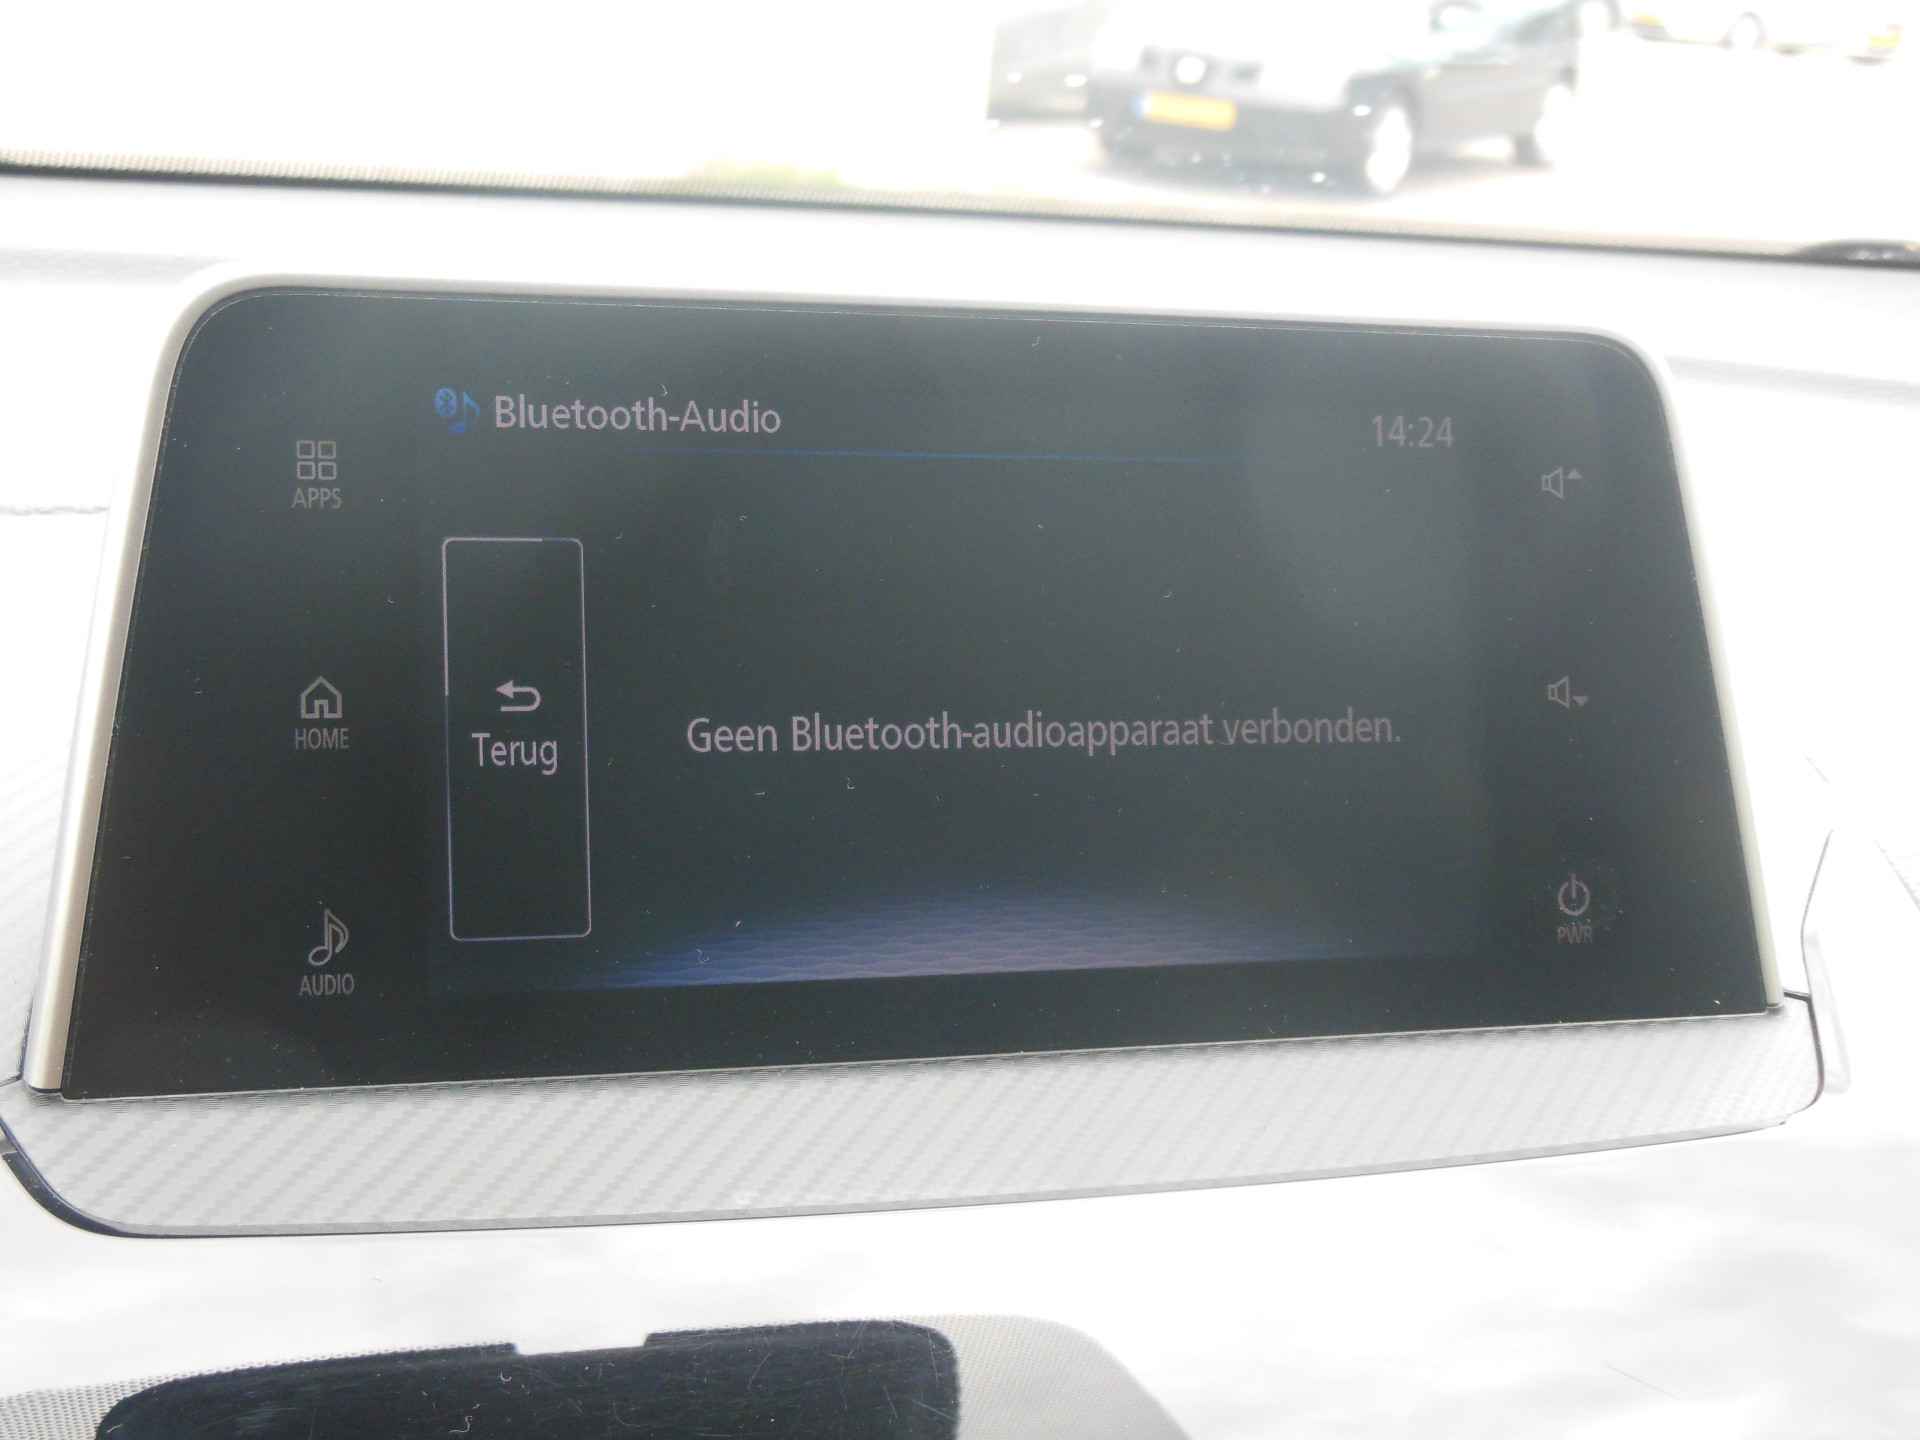 Bluetooth-Audio
14:24
APPS
HOME
AUDIO
Terug
Geen Bluetooth-audioapparaat verbonden.
PWR